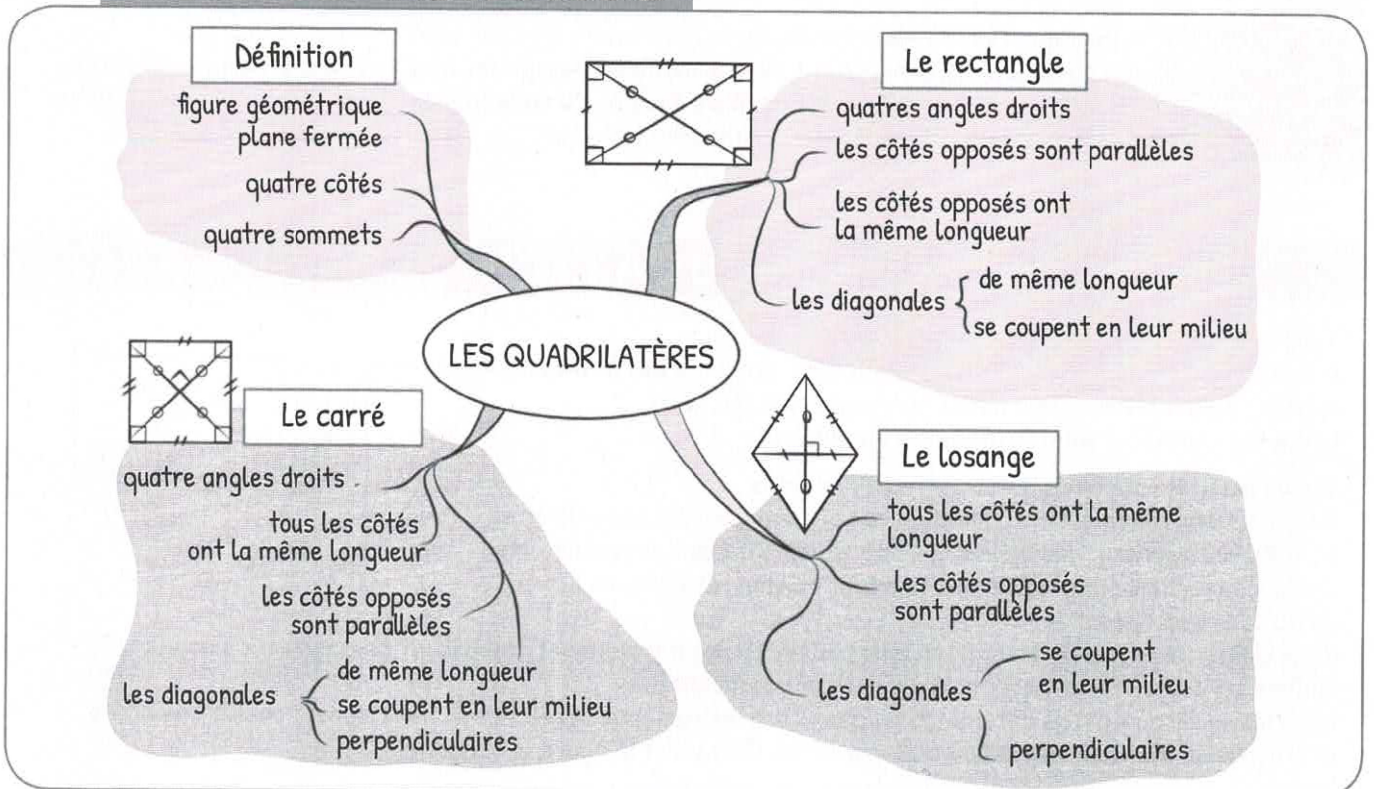 Définition
figure géométrique
plane fermée
quatre côtés
quatre sommets
Le rectangle
quatres angles droits
les côtés opposés sont parallèles
les côtés opposés ont
la même longueur
les diagonales
de même longueur
se coupent en leur milieu
LES QUADRILATÈRES
Le carré
quatre angles droits
tous les côtés
ont la même longueur
les côtés opposés
sont parallèles
les diagonales
de même longueur
se coupent en leur milieu
perpendiculaires
Le losange
tous les côtés ont la même
longueur
les côtés opposés
sont parallèles
les diagonales
se coupent
en leur milieu
perpendiculaires